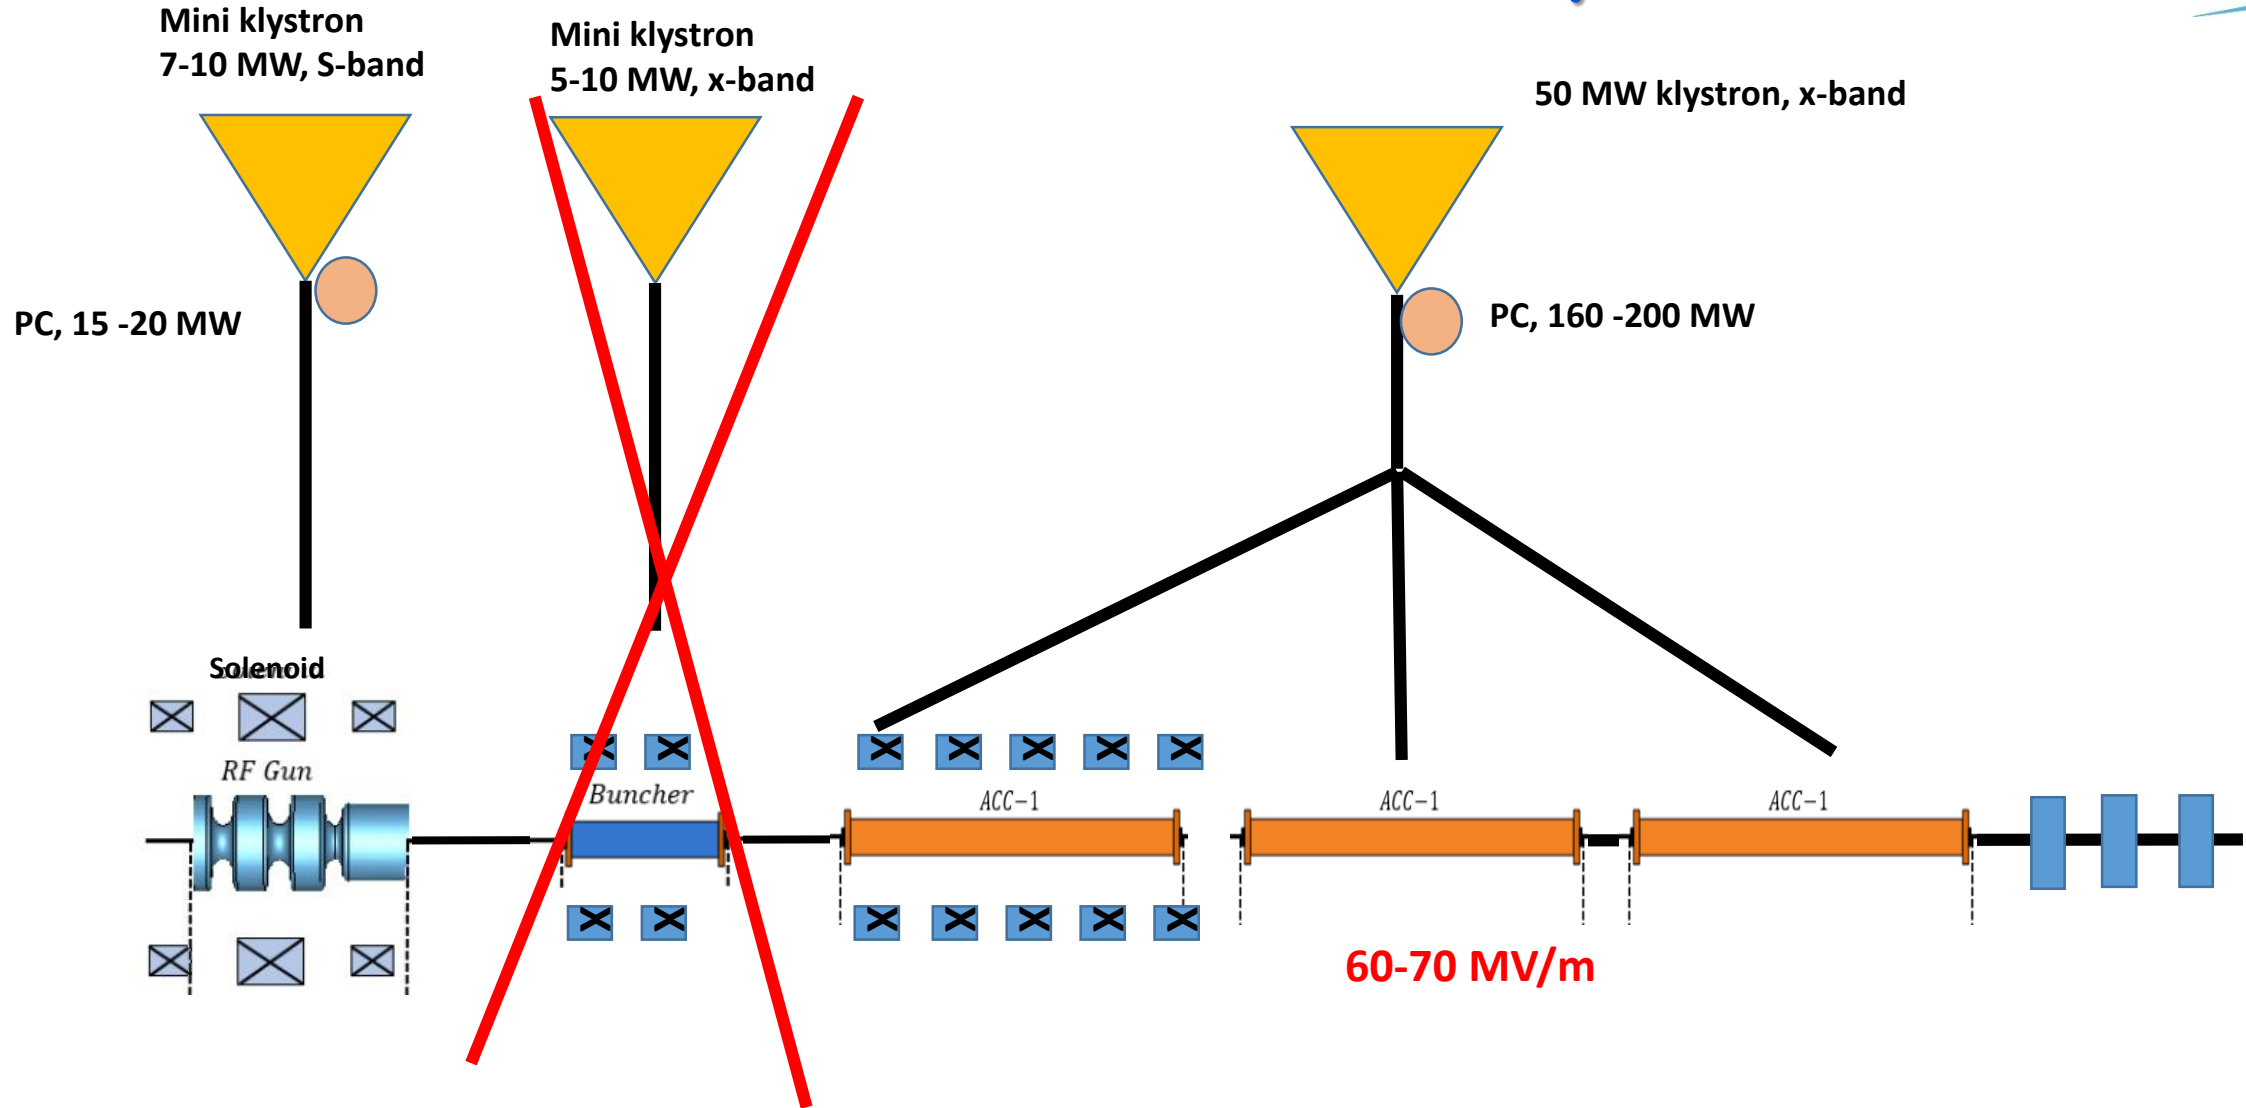 Mini klystron
7-10 MW, S-band
Mini klystron
5-10 MW, x-band
50 MW klystron, x-band
PC, 15 -20 MW
PC, 160 -200 MW
Solenoid
RF Gun
Buncher
ACC-1
ACC-1
ACC-1
60-70 MV/m